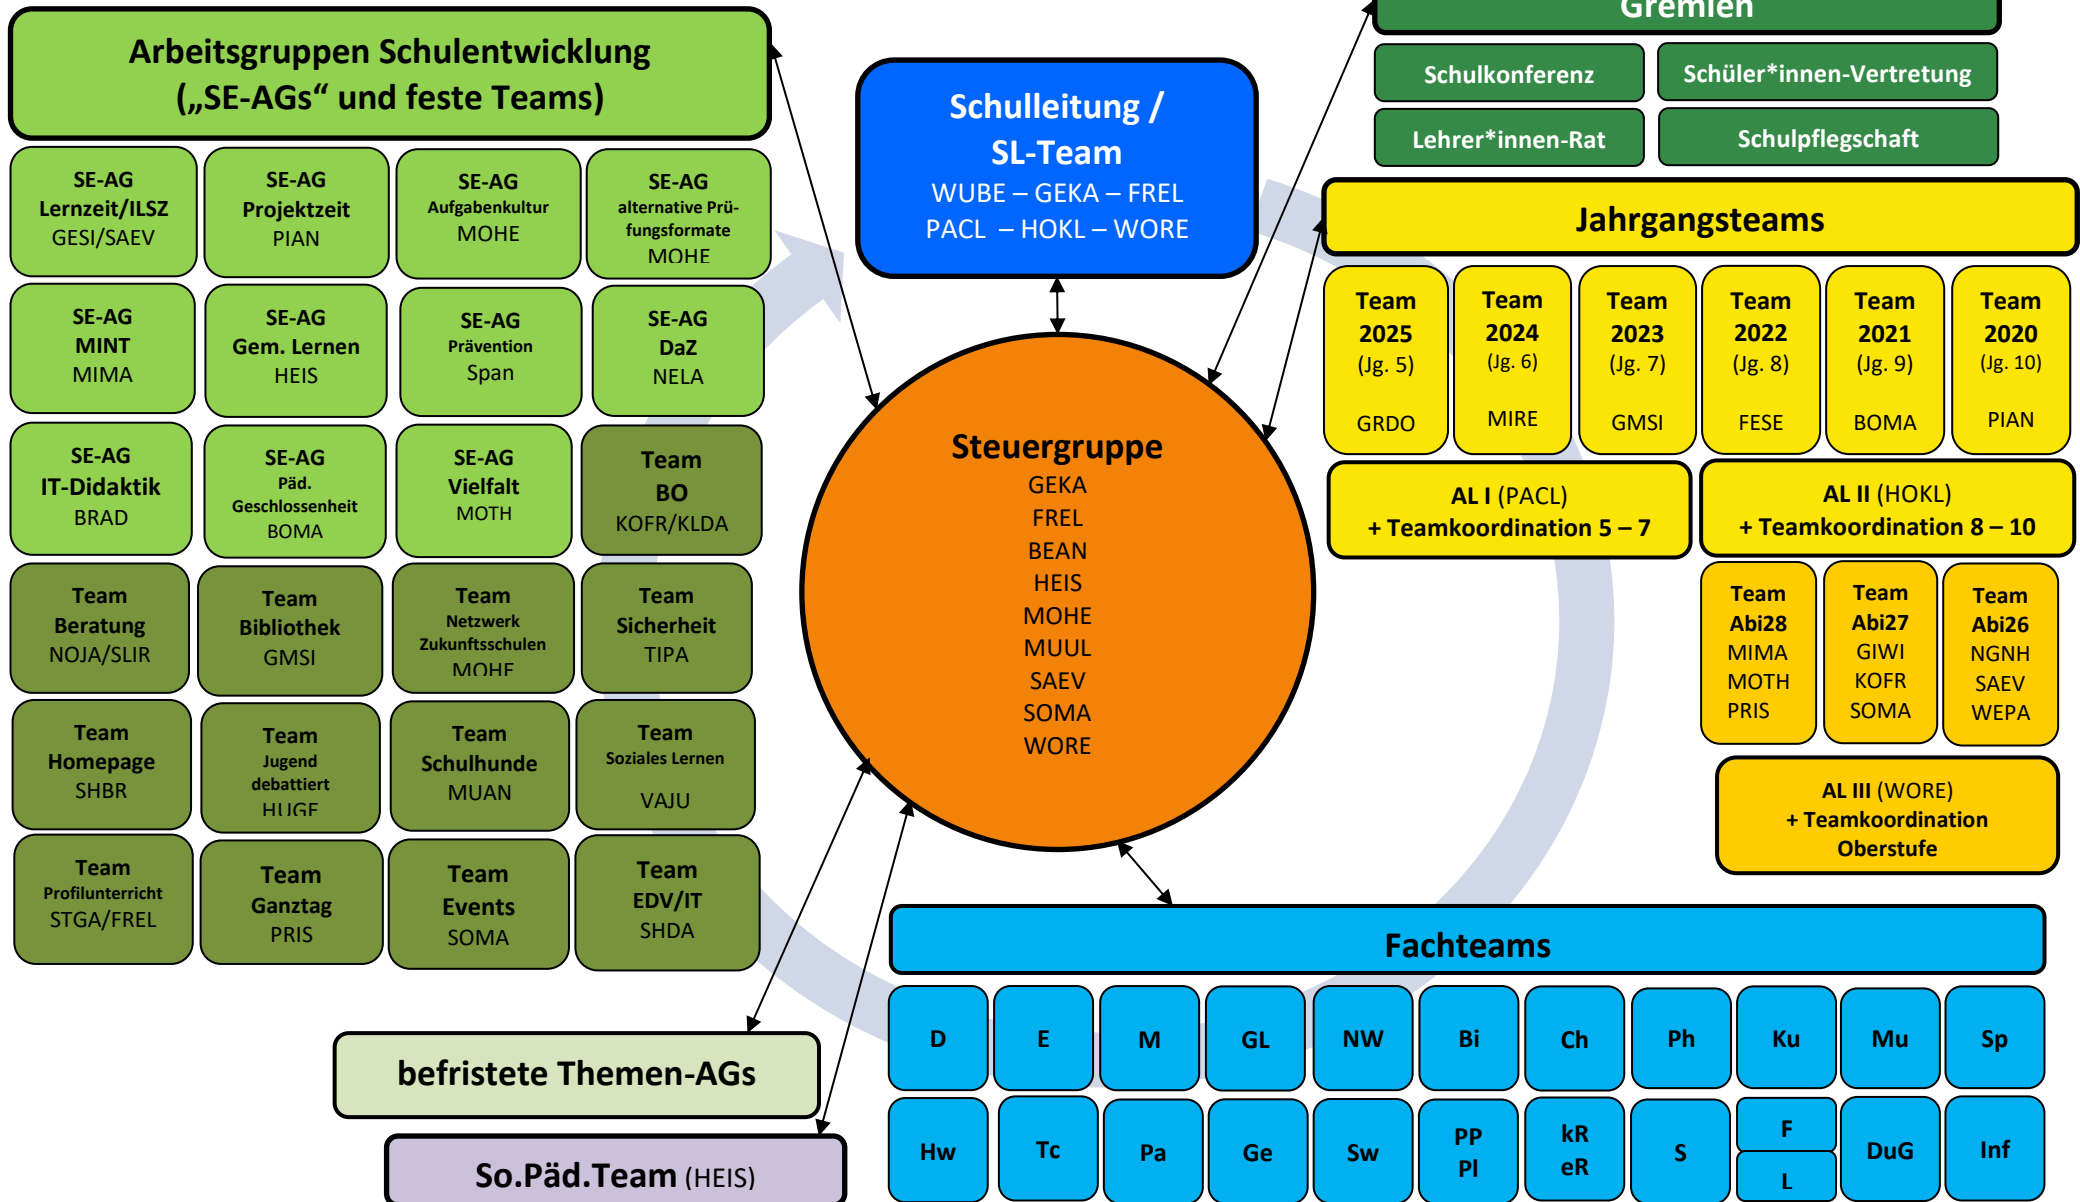 Arbeitsgruppen Schulentwicklung
(„SE-AGs“ und feste Teams)
SE-AG
Lernzeit/ILSZ
GESI/SAEV
SE-AG
Projektzeit
PIAN
SE-AG
Aufgabenkultur
MOHE
SE-AG
alternative Prü-
fungsformate
MOHE
SE-AG
MINT
MIMA
SE-AG
Gem. Lernen
HEIS
SE-AG
Prävention
Span
SE-AG
DaZ
NELA
SE-AG
IT-Didaktik
BRAD
SE-AG
Päd.
Geschlossenheit
BOMA
SE-AG
Vielfalt
MOTH
Team
BO
KOFR/KLDA
Team
Beratung
NOJA/SLIR
Team
Bibliothek
GMSI
Team
Netzwerk
Zukunftsschulen
MOHE
Team
Sicherheit
TIPA
Team
Homepage
SHBR
Team
Jugend
debattiert
HUGE
Team
Schulhunde
MUAN
Team
Soziales Lernen
VAJU
Team
Profilunterricht
STGA/FREL
Team
Ganztag
PRIS
Team
Events
SOMA
Team
EDV/IT
SHDA
befristete Themen-AGs
So.Päd.Team (HEIS)
Schulleitung /
SL-Team
WUBE – GEKA – FREL
PACL – HOKL – WORE
Steuergruppe
GEKA
FREL
BEAN
HEIS
MOHE
MUUL
SAEV
SOMA
WORE
Gremien
Schulkonferenz
Schüler*innen-Vertretung
Lehrer*innen-Rat
Schulpflegschaft
Jahrgangsteams
Team
2025
(Jg. 5)
GRDO
Team
2024
(Jg. 6)
MIRE
Team
2023
(Jg. 7)
GMSI
Team
2022
(Jg. 8)
FESE
Team
2021
(Jg. 9)
BOMA
Team
2020
(Jg. 10)
PIAN
AL I (PACL)
+ Teamkoordination 5 – 7
AL II (HOKL)
+ Teamkoordination 8 – 10
Team
Abi28
MIMA
MOTH
PRIS
Team
Abi27
GIWI
KOFR
SOMA
Team
Abi26
NGNH
SAEV
WEPA
AL III (WORE)
+ Teamkoordination
Oberstufe
Fachteams
D
E
M
GL
NW
Bi
Ch
Ph
Ku
Mu
Sp
Hw
Tc
Pa
Ge
Sw
PP
Pl
kR
eR
S
F
L
DuG
Inf